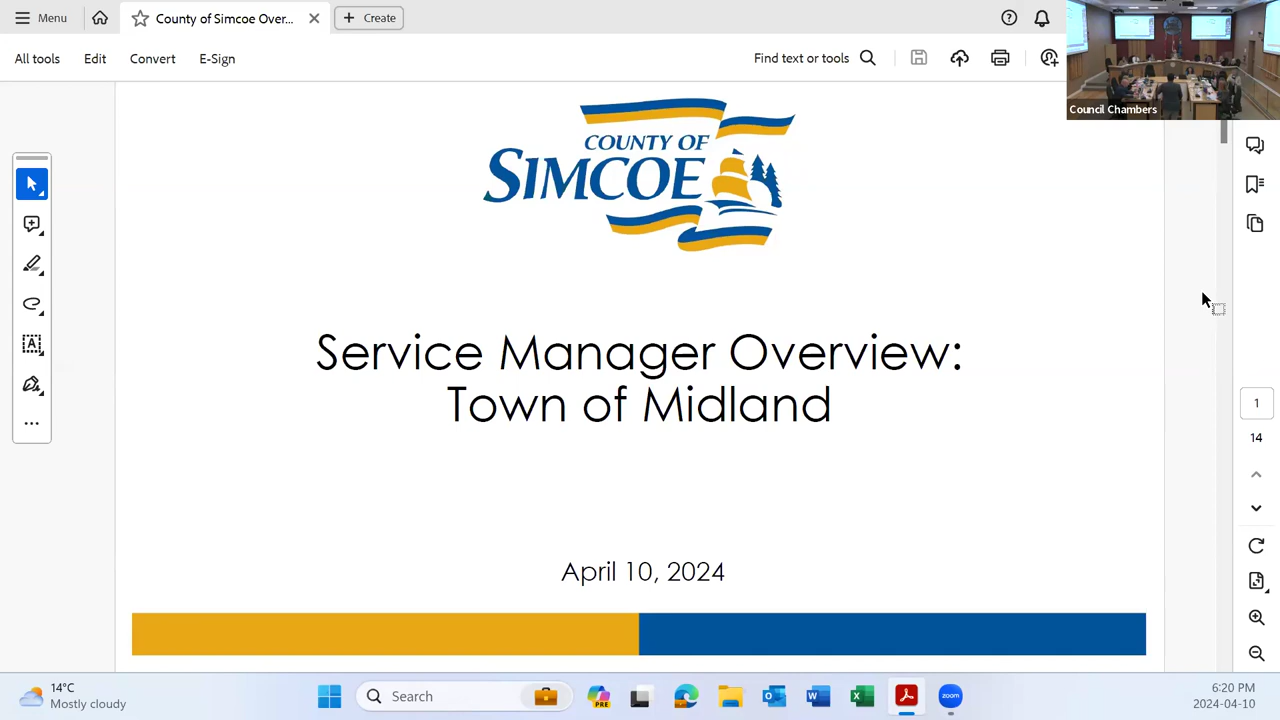 Menu
County of Simcoe Over...
Create
All tools
Edit
Convert
E-Sign
Find text or tools
Council Chambers
COUNTY OF
SIMCOE
Service Manager Overview:
Town of Midland
April 10, 2024
1
14
14°C
Mostly cloudy
Search
PRE
zoom
6:20 PM
2024-04-10